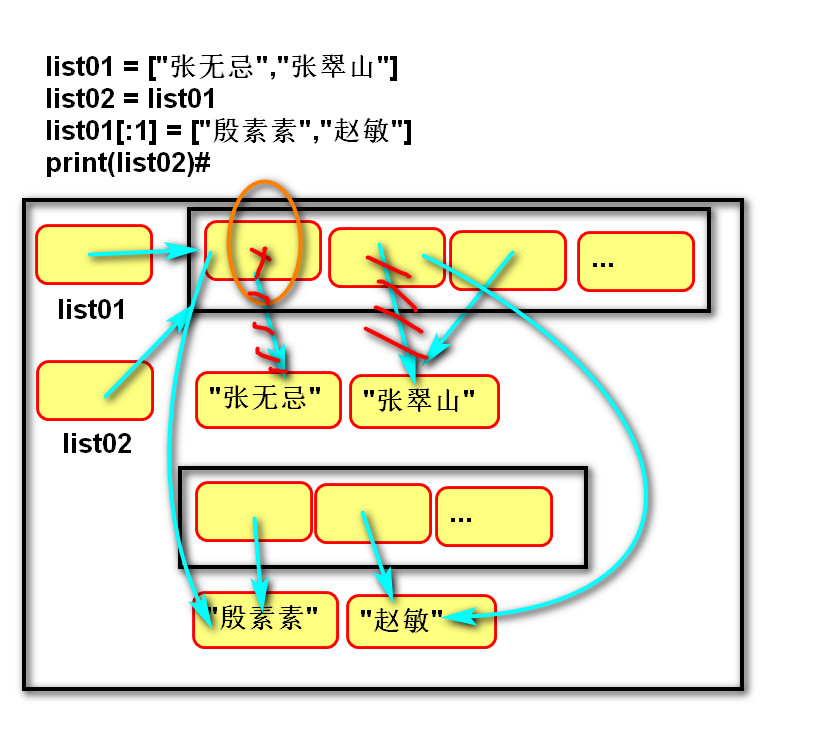 list01 = ["张无忌","张翠山"]
list02 = list01
list01[:1] = ["殷素素","赵敏"]
print(list02)#
...
list01
"张无忌" "张翠山"
list02
...
"殷素素" "赵敏"